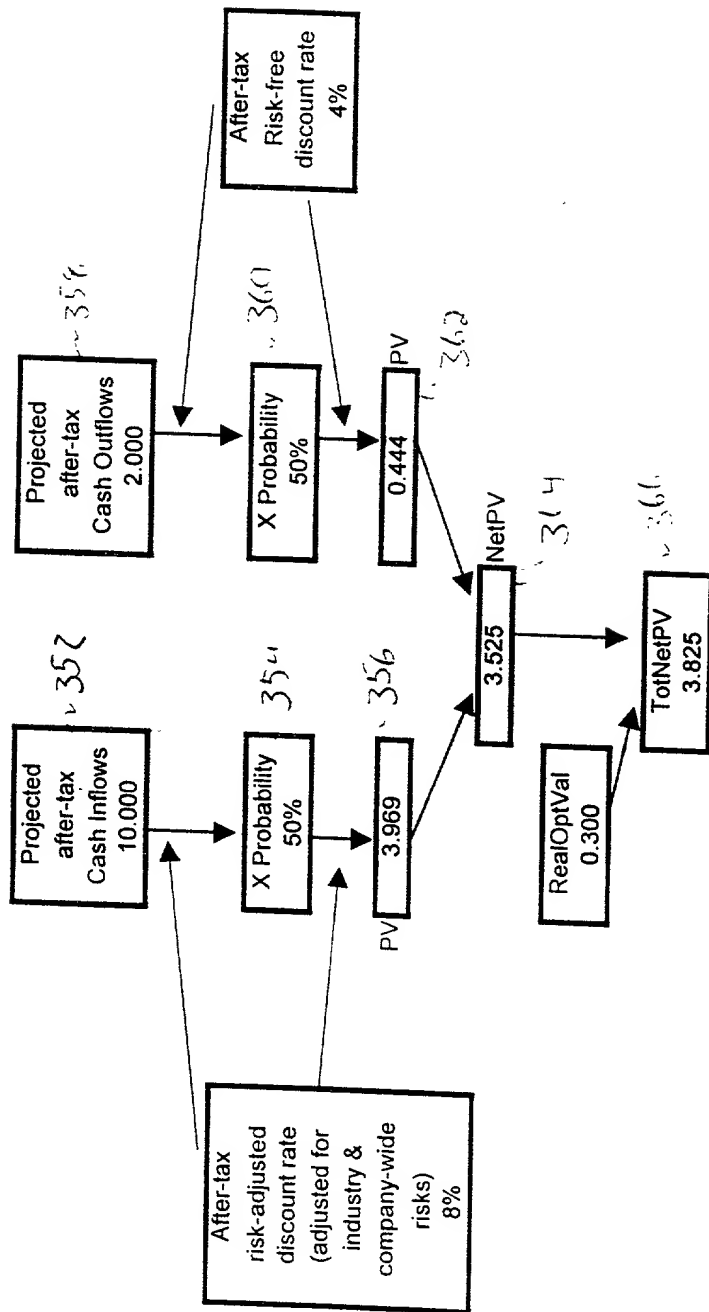 Projected
after-tax
Cash Inflows
10.000
352
Projected
after-tax
Cash Outflows
2.000
358
After-tax
risk-adjusted
discount rate
(adjusted for
industry &
company-wide
risks)
8%
X Probability
50%
354
X Probability
50%
360
After-tax
Risk-free
discount rate
4%
PV
3.969
356
0.444
PV
362
3.525
NetPV
364
RealOptVal
0.300
TotNetPV
3.825
366